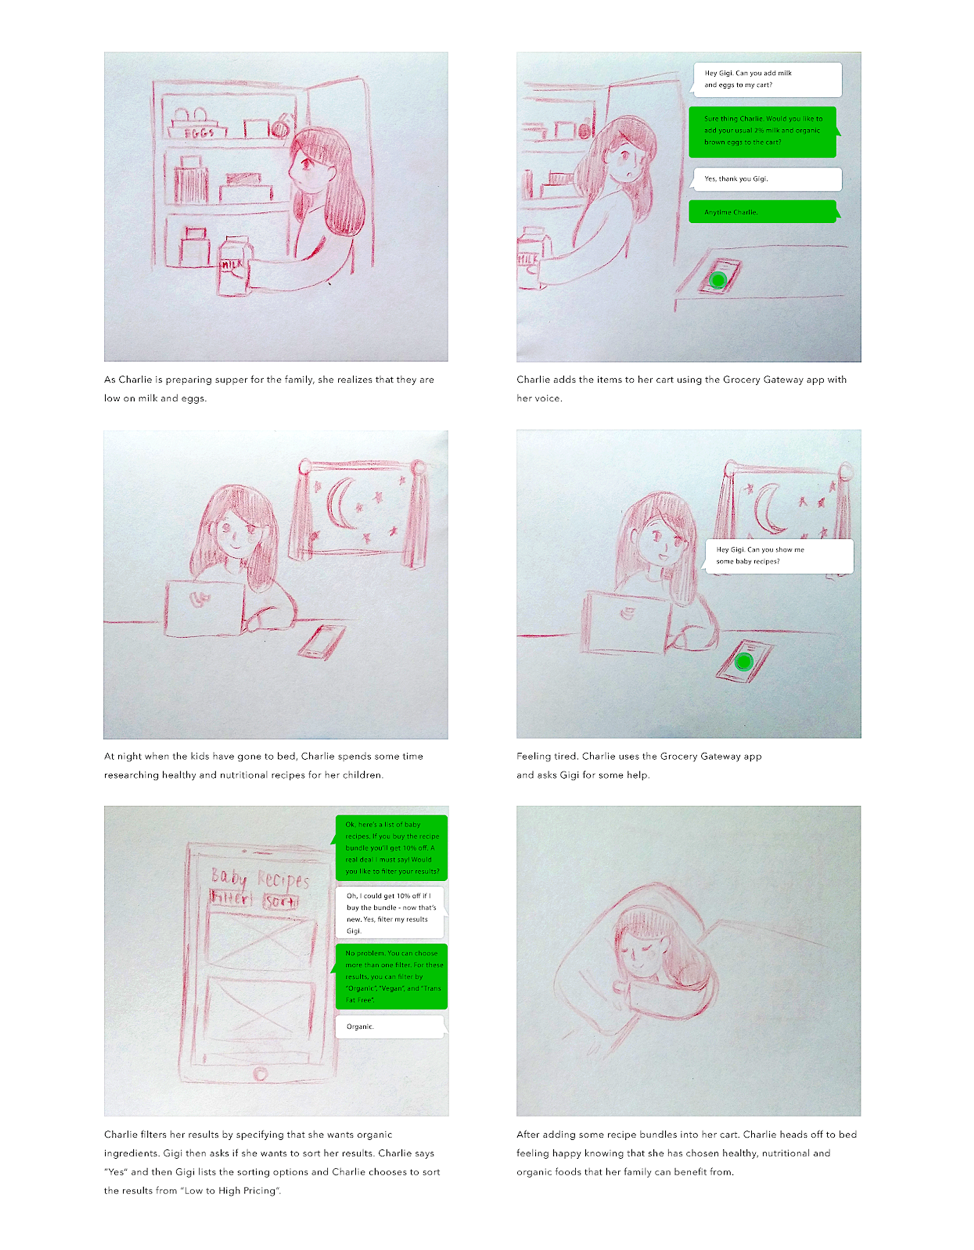 EGGS
MILK
As Charlie is preparing supper for the family, she realizes that they are
low on milk and eggs.
Hey Gigi. Can you add milk
and eggs to my cart?
Sure thing Charlie. Would you like to
add your usual 2% milk and organic
brown eggs to the cart?
Yes, thank you Gigi.
Anytime Charlie.
MILK
Charlie adds the items to her cart using the Grocery Gateway app with
her voice.
At night when the kids have gone to bed, Charlie spends some time
researching healthy and nutritional recipes for her children.
Hey Gigi. Can you show me
some baby recipes?
Feeling tired. Charlie uses the Grocery Gateway app
and asks Gigi for some help.
Baby Recipes
Filter Sort
Ok, here's a list of baby
recipes. If you buy the recipe
bundle you'll get 10% off. A
real deal I must say! Would
you like to filter your results?
Oh, I could get 10% off if I
buy the bundle - now that's
new. Yes, filter my results
Gigi.
No problem. You can choose
more than one filter. For these
results, you can filter by
"Organic", "Vegan", and "Trans
Fat Free".
Organic.
Charlie filters her results by specifying that she wants organic
ingredients. Gigi then asks if she wants to sort her results. Charlie says
"Yes" and then Gigi lists the sorting options and Charlie chooses to sort
the results from "Low to High Pricing".
After adding some recipe bundles into her cart. Charlie heads off to bed
feeling happy knowing that she has chosen healthy, nutritional and
organic foods that her family can benefit from.